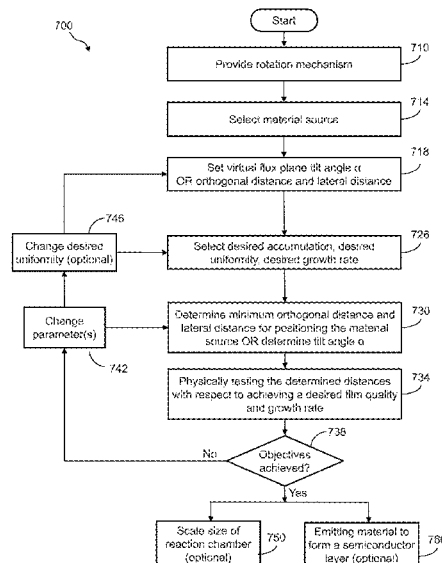 700
Start
Provide rotation mechanism
710
Select material source
714
Set virtual flux plane tilt angle α
OR orthogonal distance and lateral distance
718
746
Change desired
uniformity (optional)
Select desired accumulation, desired
uniformity, desired growth rate
726
Change
parameter(s)
742
Determine minimum orthogonal distance and
lateral distance for positioning the material
source OR determine tilt angle α
730
Physically testing the determined distances
with respect to achieving a desired film quality
and growth rate
734
Objectives
achieved?
738
No
Yes
Scale size of
reaction chamber
(optional)
750
Emitting material to
form a semiconductor
layer (optional)
760